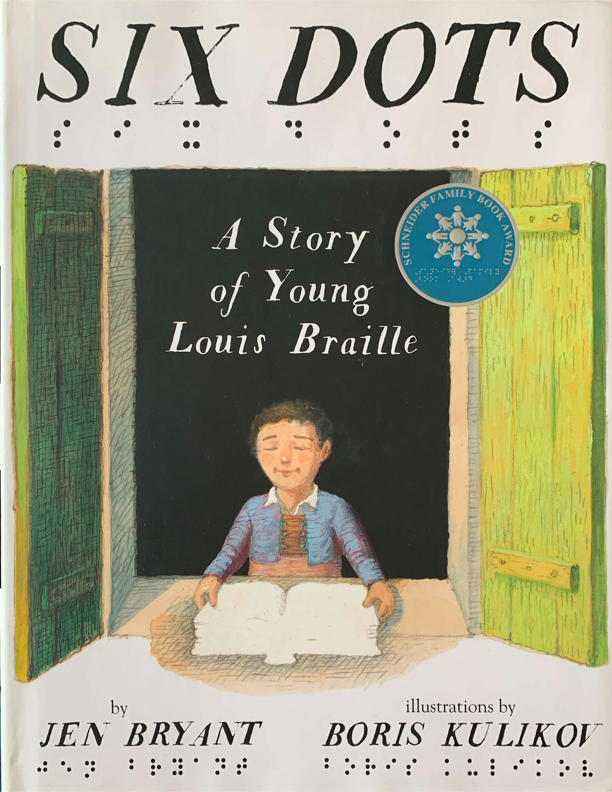 SIX DOTS
⠎⠊⠭ ⠙⠕⠞⠎
SCHNEIDER FAMILY BOOK AWARD
A Story
of Young
Louis Braille
by
JEN BRYANT
⠚⠑⠝ ⠃⠗⠽⠁⠝⠞
illustrations by
BORIS KULIKOV
⠃⠕⠗⠊⠎ ⠅⠥⠇⠊⠅⠕⠧